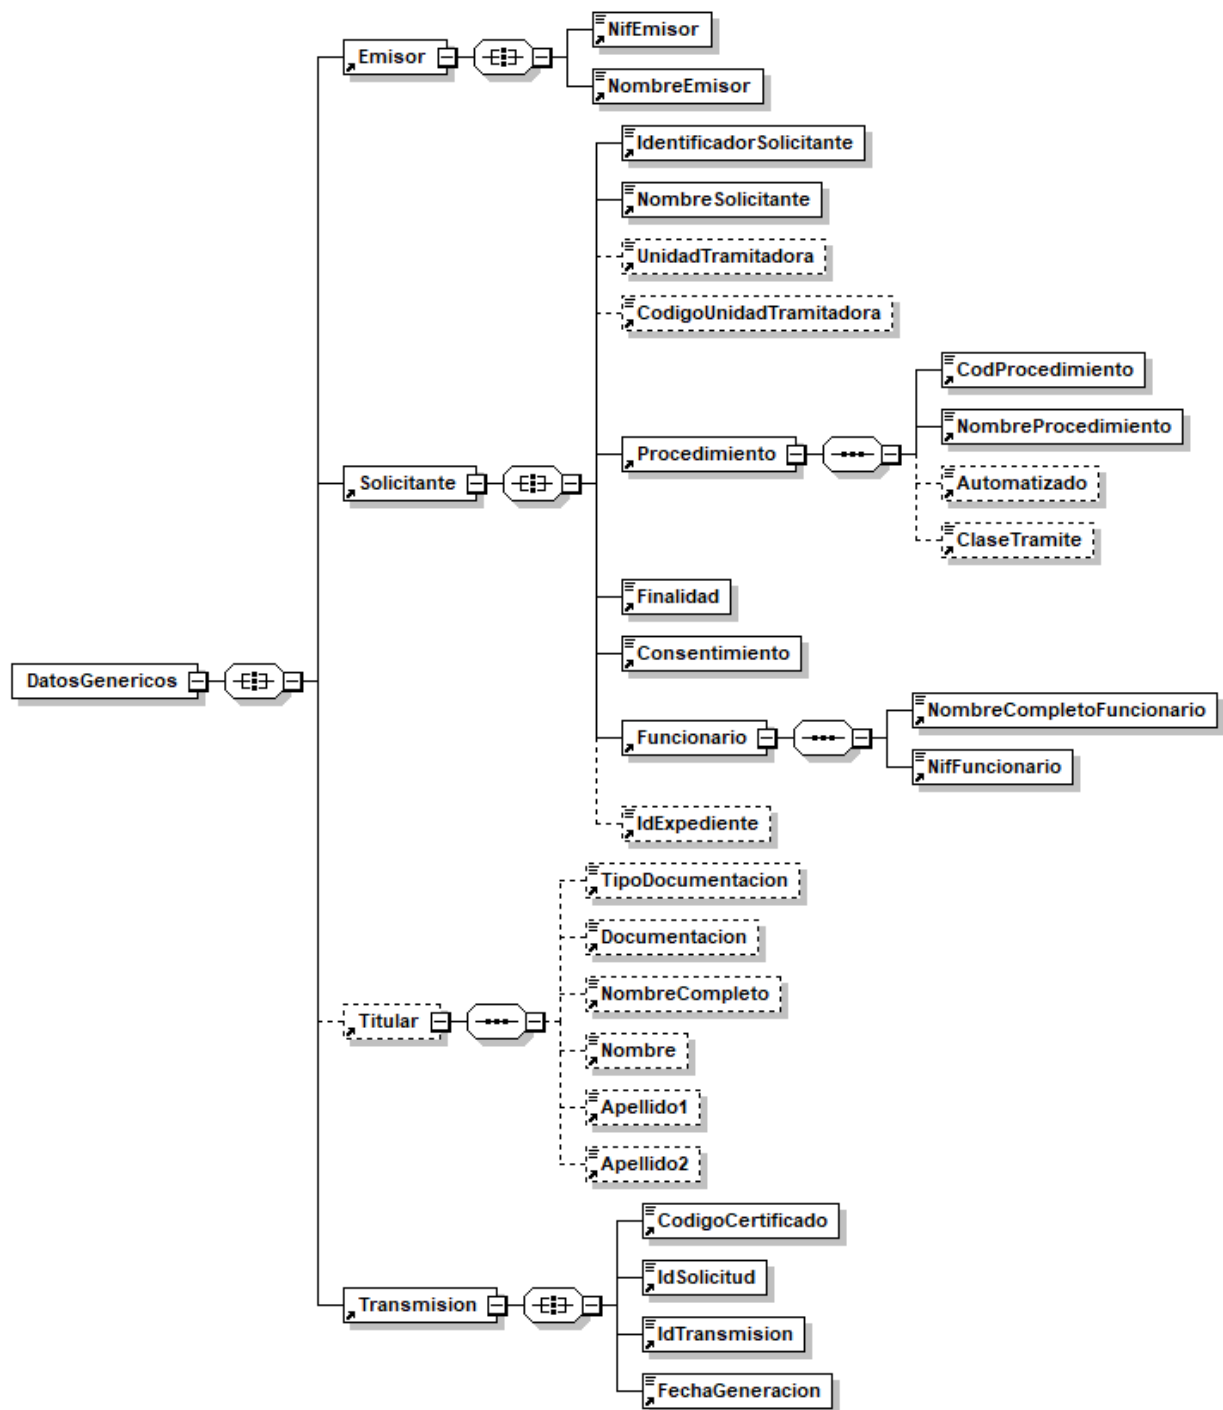 DatosGenericos
Emisor
NifEmisor
NombreEmisor
Solicitante
IdentificadorSolicitante
NombreSolicitante
UnidadTramitadora
CodigoUnidadTramitadora
Procedimiento
CodProcedimiento
NombreProcedimiento
Automatizado
ClaseTramite
Finalidad
Consentimiento
Funcionario
NombreCompletoFuncionario
NifFuncionario
IdExpediente
Titular
TipoDocumentacion
Documentacion
NombreCompleto
Nombre
Apellido1
Apellido2
Transmision
CodigoCertificado
IdSolicitud
IdTransmision
FechaGeneracion